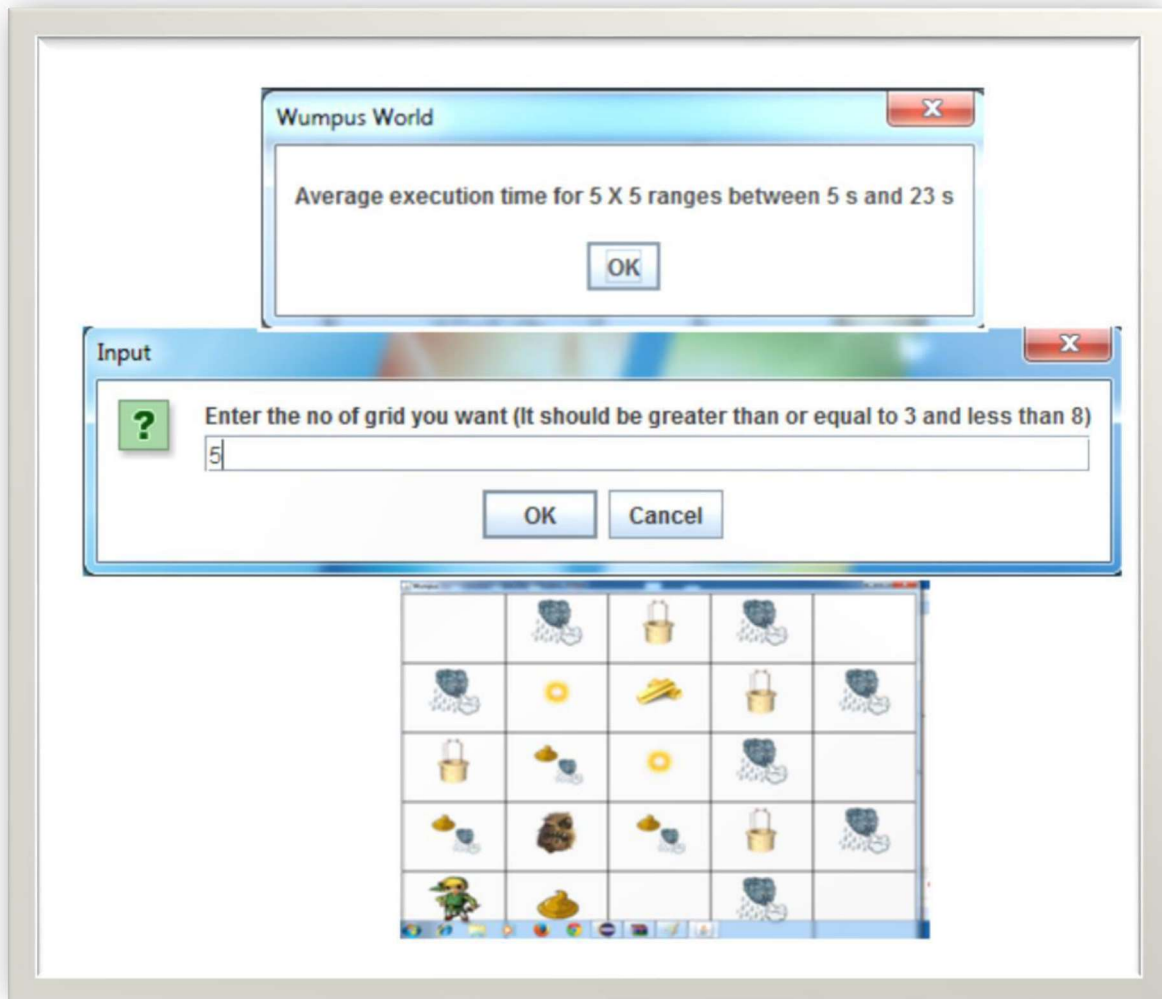 Wumpus World
Average execution time for 5 X 5 ranges between 5 s and 23 s
OK
Input
Enter the no of grid you want (It should be greater than or equal to 3 and less than 8)
5
OK
Cancel